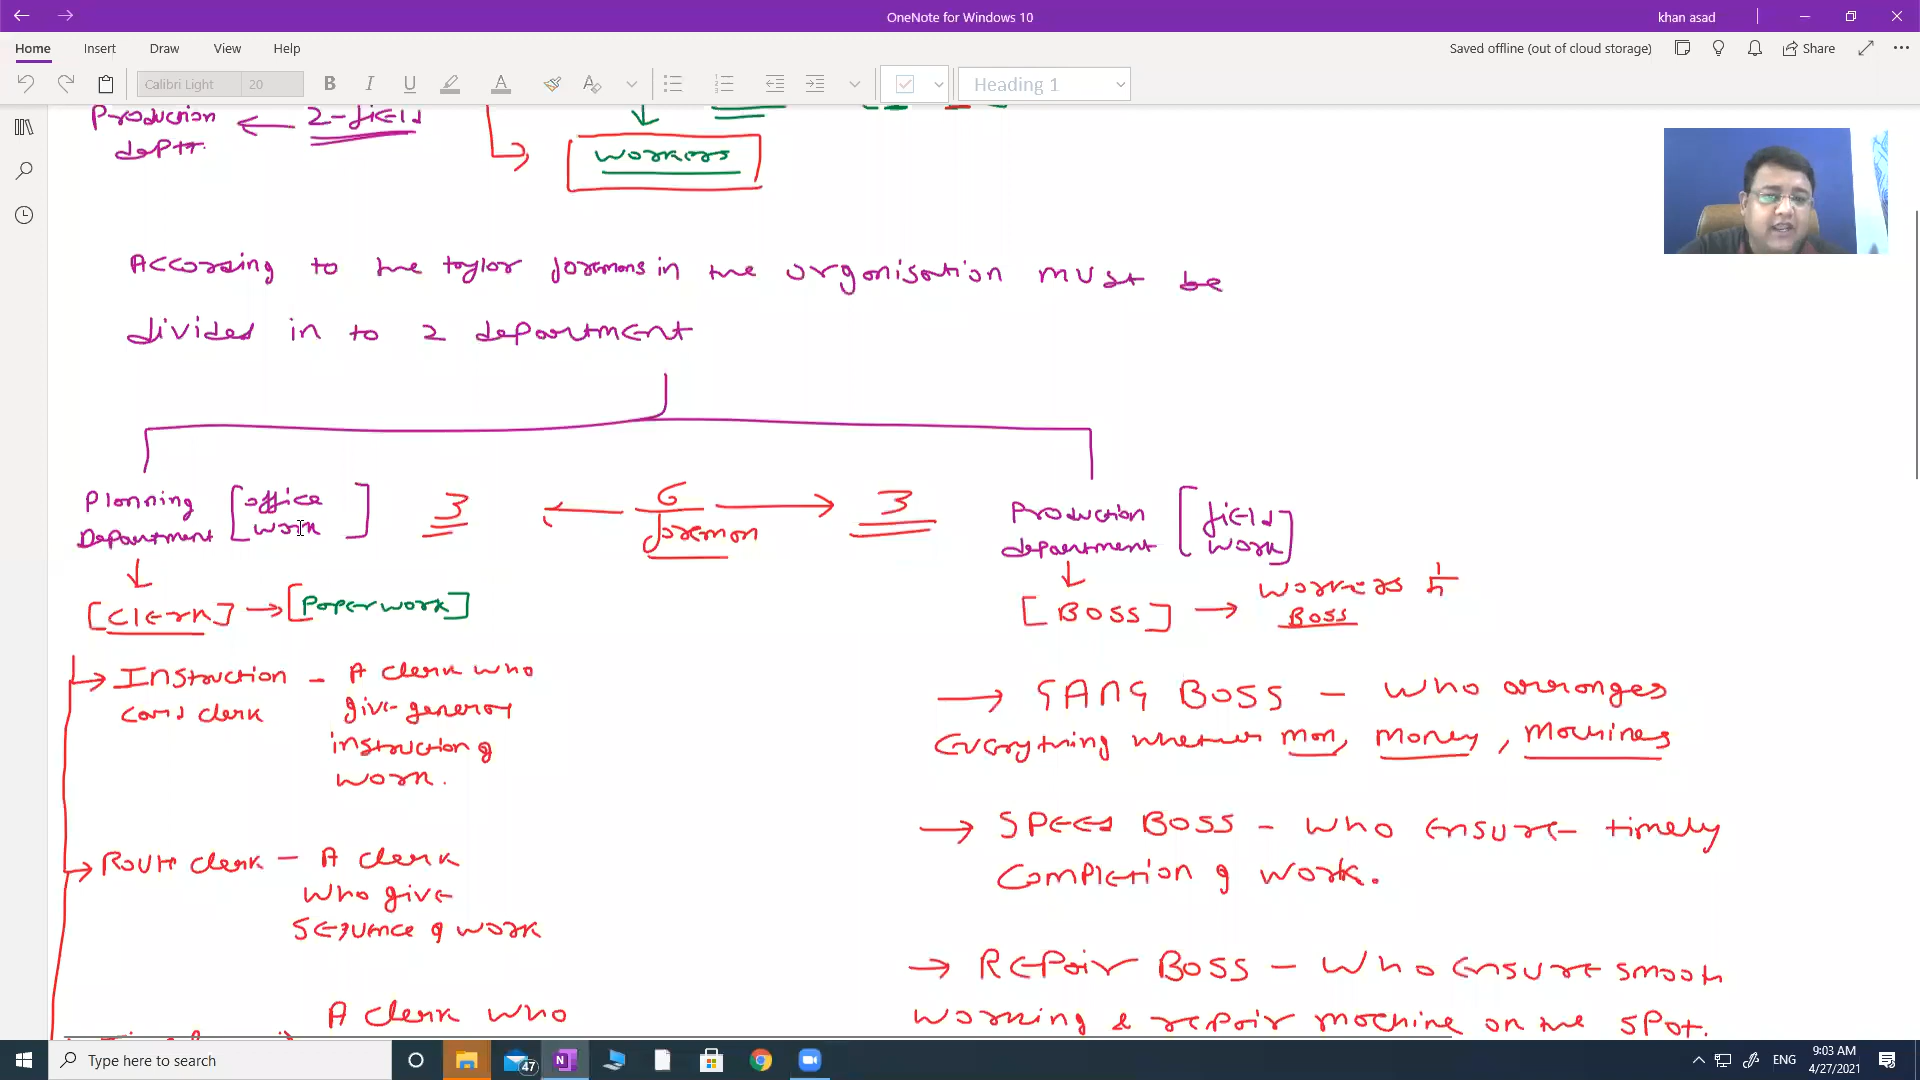 OneNote for Windows 10
khan asad
Home Insert Draw View Help
Saved offline (out of cloud storage)
Share
Calibri Light 20
B I U A
Heading 1
Production ← 2-field
deptt.
workers
According to the taylor foremans in the organisation must be
divided in to 2 department
Planning [office
Department work]
3 ← 6 → 3
foreman
Production [field
department work]
[Clerk] → [Paperwork]
[BOSS] → workers के
BOSS
→ Instruction - A clerk who
card clerk give general
instruction of
work.
→ Route clerk - A clerk
who give
sequence of work
A clerk who
→ GANG BOSS - who arranges
everything whether man, money, machines
→ SPEED BOSS - who ensure timely
completion of work.
→ REPair BOSS - who ensure smooth
working & repair machine on the spot.
Type here to search
47
ENG
9:03 AM
4/27/2021